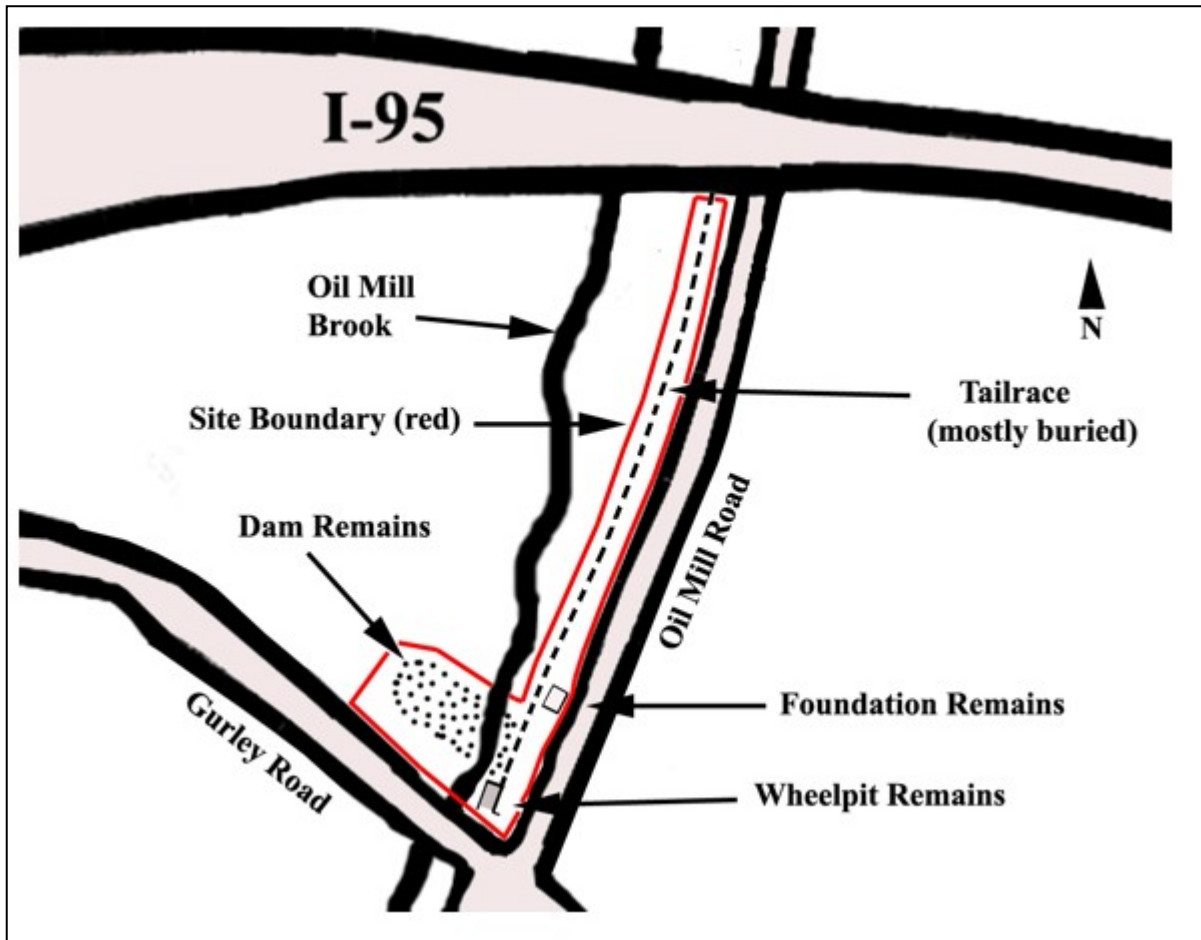 I-95
Oil Mill
Brook
N
Site Boundary (red)
Tailrace
(mostly buried)
Dam Remains
Oil Mill Road
Gurley Road
Foundation Remains
Wheelpit Remains